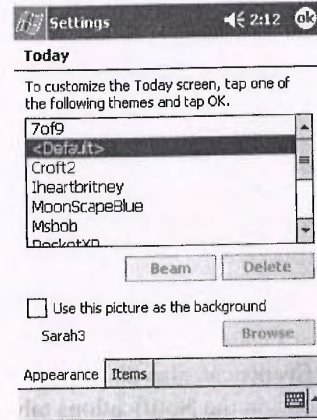 Settings 2:12 ok
Today
To customize the Today screen, tap one of
the following themes and tap OK.
7of9
<Default>
Croft2
Iheartbritney
MoonScapeBlue
Msbob
PocketXP
Beam Delete
Use this picture as the background
Sarah3 Browse
Appearance Items